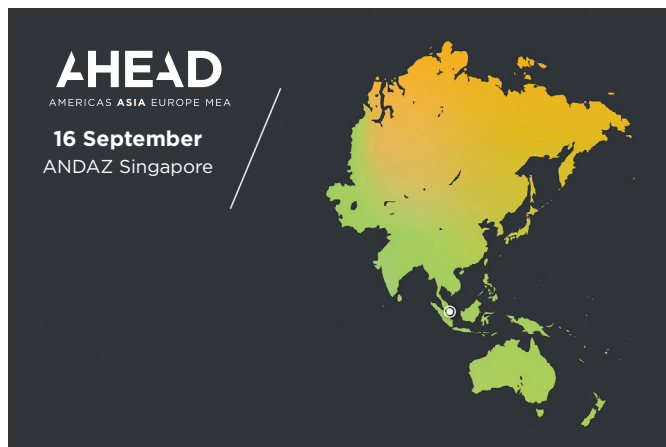 AHEAD
AMERICAS ASIA EUROPE MEA
16 September
ANDAZ Singapore